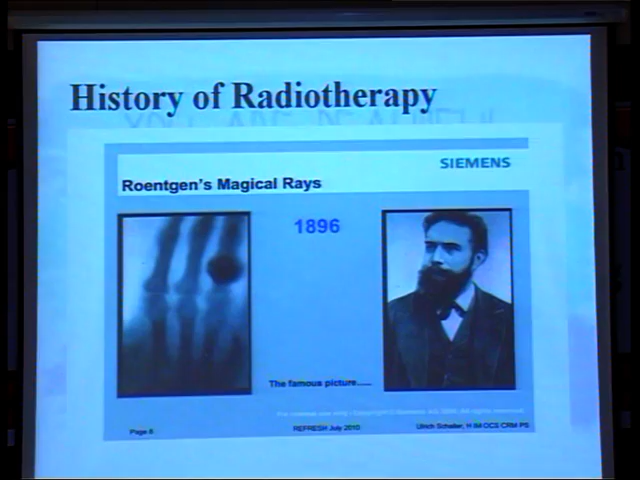 History of Radiotherapy
SIEMENS
Roentgen's Magical Rays
1896
The famous picture.....
Page 8
REFRESH July 2010
Ulrich Scheller, H IM OCS CRM PS